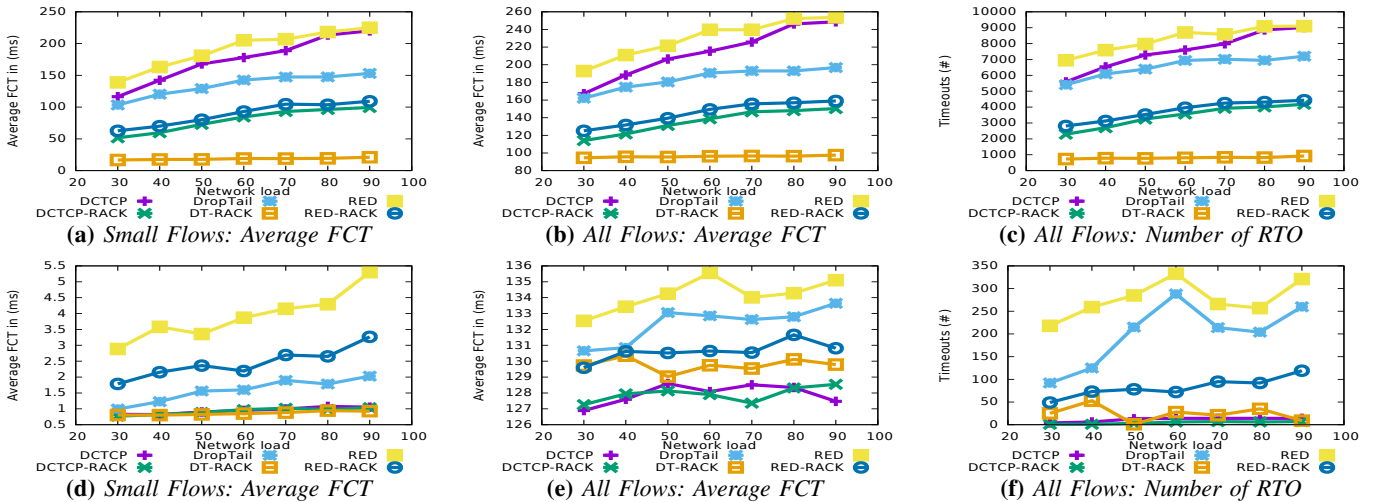 Average FCT in (ms)
250
200
150
100
50
0
20 30 40 50 60 70 80 90 100
Network load
DCTCP DropTail RED
DCTCP-RACK DT-RACK RED-RACK
(a) Small Flows: Average FCT
Average FCT in (ms)
260
240
220
200
180
160
140
120
100
80
20 30 40 50 60 70 80 90 100
Network load
DCTCP DropTail RED
DCTCP-RACK DT-RACK RED-RACK
(b) All Flows: Average FCT
Timeouts (#)
10000
9000
8000
7000
6000
5000
4000
3000
2000
1000
0
20 30 40 50 60 70 80 90 100
Network load
DCTCP DropTail RED
DCTCP-RACK DT-RACK RED-RACK
(c) All Flows: Number of RTO
Average FCT in (ms)
5.5
5
4.5
4
3.5
3
2.5
2
1.5
1
0.5
20 30 40 50 60 70 80 90 100
Network load
DCTCP DropTail RED
DCTCP-RACK DT-RACK RED-RACK
(d) Small Flows: Average FCT
Average FCT in (ms)
136
134
133
132
131
130
129
128
127
126
20 30 40 50 60 70 80 90 100
Network load
DCTCP DropTail RED
DCTCP-RACK DT-RACK RED-RACK
(e) All Flows: Average FCT
Timeouts (#)
350
300
250
200
150
100
50
0
20 30 40 50 60 70 80 90 100
Network load
DCTCP DropTail RED
DCTCP-RACK DT-RACK RED-RACK
(f) All Flows: Number of RTO